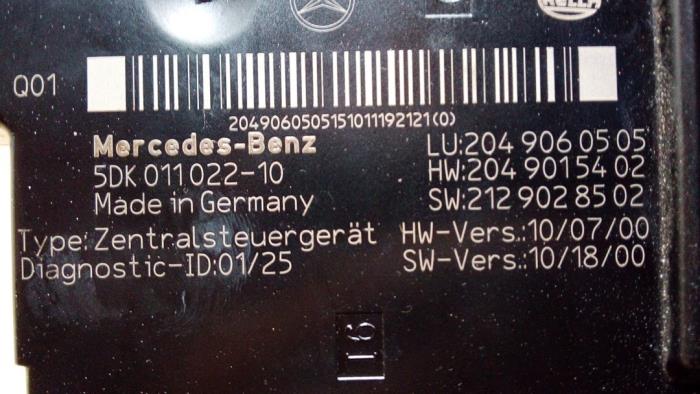 HELLA
Q01
2049060505151011192121(0)
Mercedes-Benz LU:204 906 05 05
5DK 011 022-10 HW:204 901 54 02
Made in Germany SW:212 902 85 02
Type: Zentralsteuergerät HW-Vers.:10/07/00
Diagnostic-ID:01/25 SW-Vers.:10/18/00
16